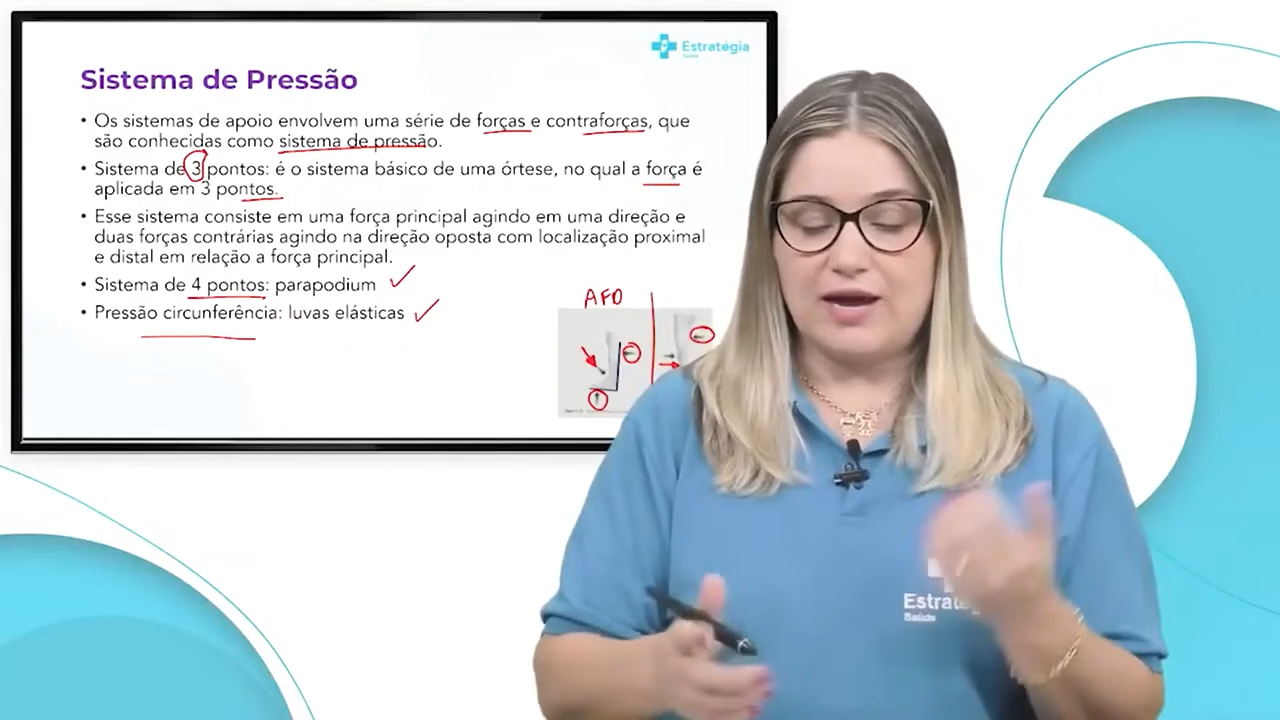 Estratégia
Saúde
Sistema de Pressão
• Os sistemas de apoio envolvem uma série de forças e contraforças, que
são conhecidas como sistema de pressão.
• Sistema de 3 pontos: é o sistema básico de uma órtese, no qual a força é
aplicada em 3 pontos.
• Esse sistema consiste em uma força principal agindo em uma direção e
duas forças contrárias agindo na direção oposta com localização proximal
e distal em relação a força principal.
• Sistema de 4 pontos: parapodium
• Pressão circunferência: luvas elásticas
AFO
Estratég
Saúde